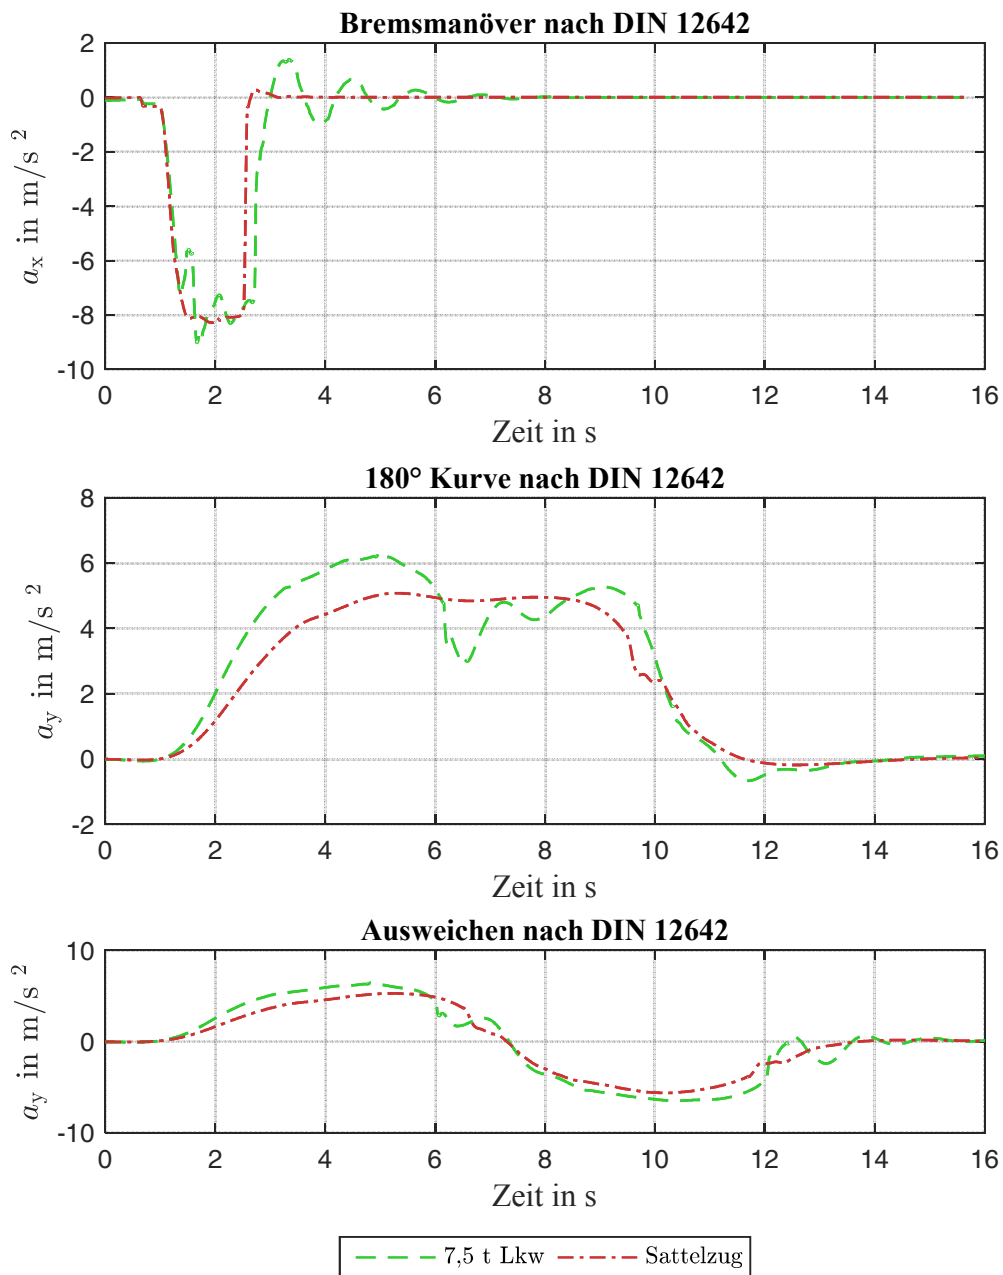 Bremsmanöver nach DIN 12642
2
0
-2
-4
-6
-8
-10
a_x in m/s ²
0 2 4 6 8 10 12 14 16
Zeit in s
180° Kurve nach DIN 12642
8
6
4
2
0
-2
a_y in m/s ²
0 2 4 6 8 10 12 14 16
Zeit in s
Ausweichen nach DIN 12642
10
0
-10
a_y in m/s ²
0 2 4 6 8 10 12 14 16
Zeit in s
7,5 t Lkw Sattelzug